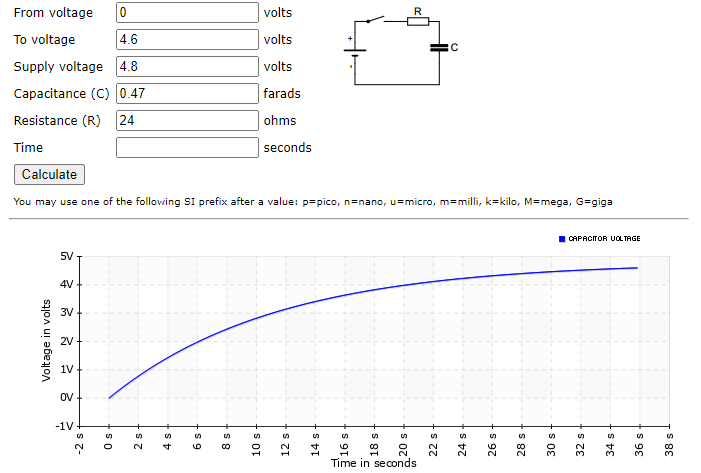 From voltage 0 volts
To voltage 4.6 volts
Supply voltage 4.8 volts
Capacitance (C) 0.47 farads
Resistance (R) 24 ohms
Time seconds
Calculate
R
+
C
-
You may use one of the following SI prefix after a value: p=pico, n=nano, u=micro, m=milli, k=kilo, M=mega, G=giga
CAPACITOR VOLTAGE
Voltage in volts
5V
4V
3V
2V
1V
0V
-1V
-2 s
0 s
2 s
4 s
6 s
8 s
10 s
12 s
14 s
16 s
18 s
20 s
22 s
24 s
26 s
28 s
30 s
32 s
34 s
36 s
38 s
Time in seconds